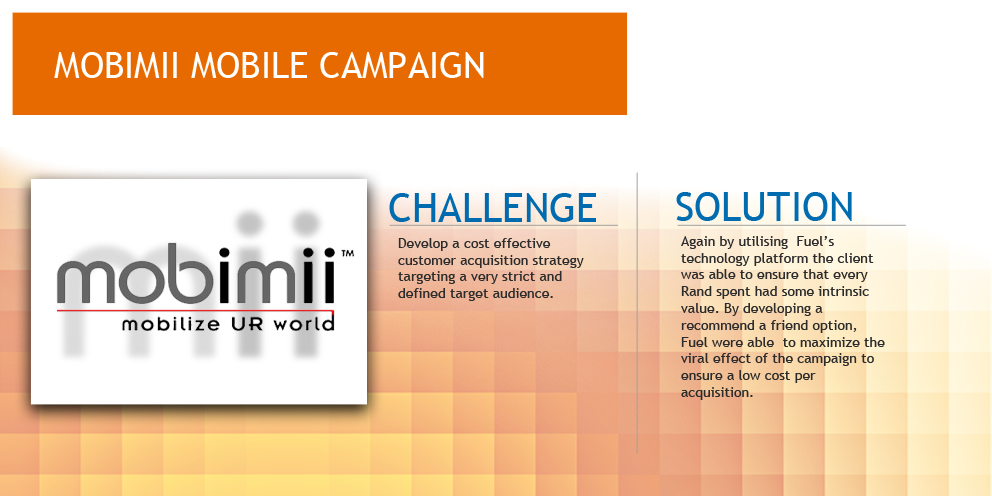 MOBIMII MOBILE CAMPAIGN
mobimii™
mobilize UR world
CHALLENGE
Develop a cost effective
customer acquisition strategy
targeting a very strict and
defined target audience.
SOLUTION
Again by utilising  Fuel's
technology platform the client
was able to ensure that every
Rand spent had some intrinsic
value. By developing a
recommend a friend option,
Fuel were able  to maximize the
viral effect of the campaign to
ensure a low cost per
acquisition.